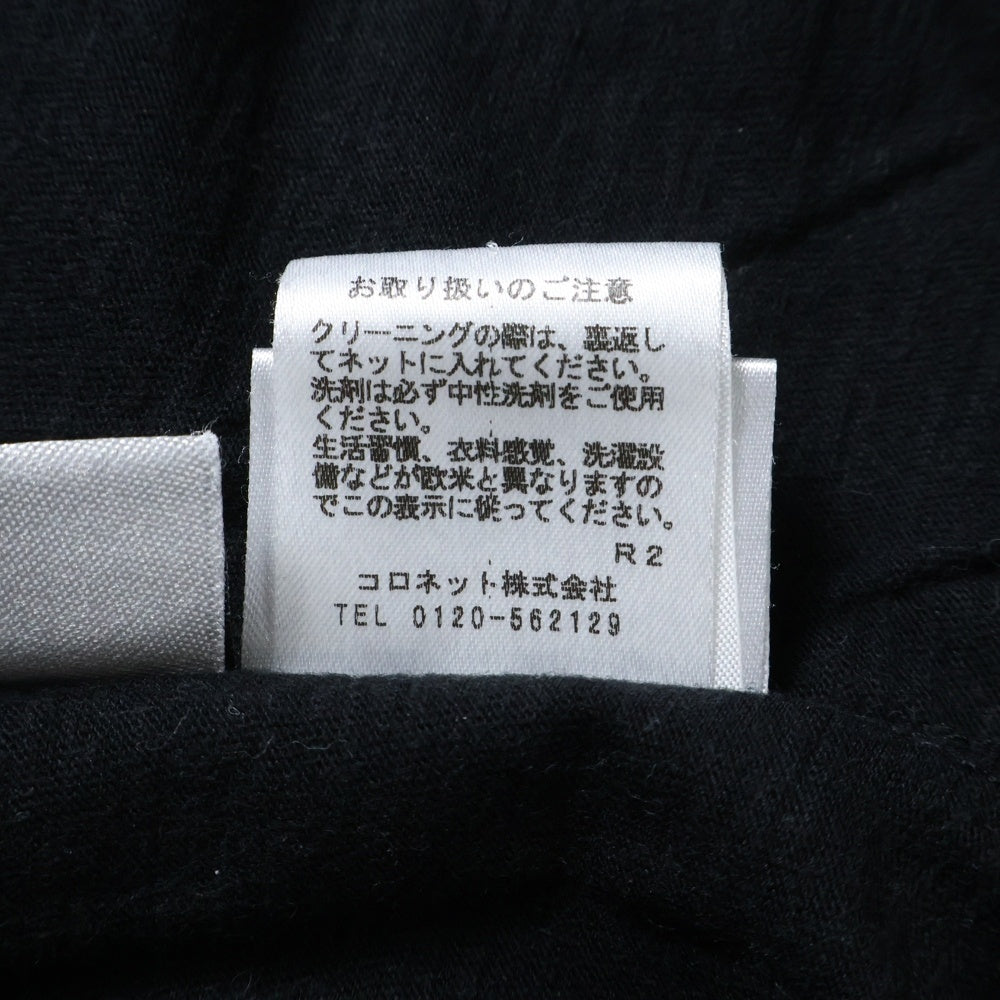 お取り扱いのご注意
クリーニングの際は、裏返し
てネットに入れてください。
洗剤は必ず中性洗剤をご使用
ください。
生活習慣、衣料感覚、洗濯設
備などが欧米と異なりますの
でこの表示に従ってください。
R2
コロネット株式会社
TEL 0120-562129